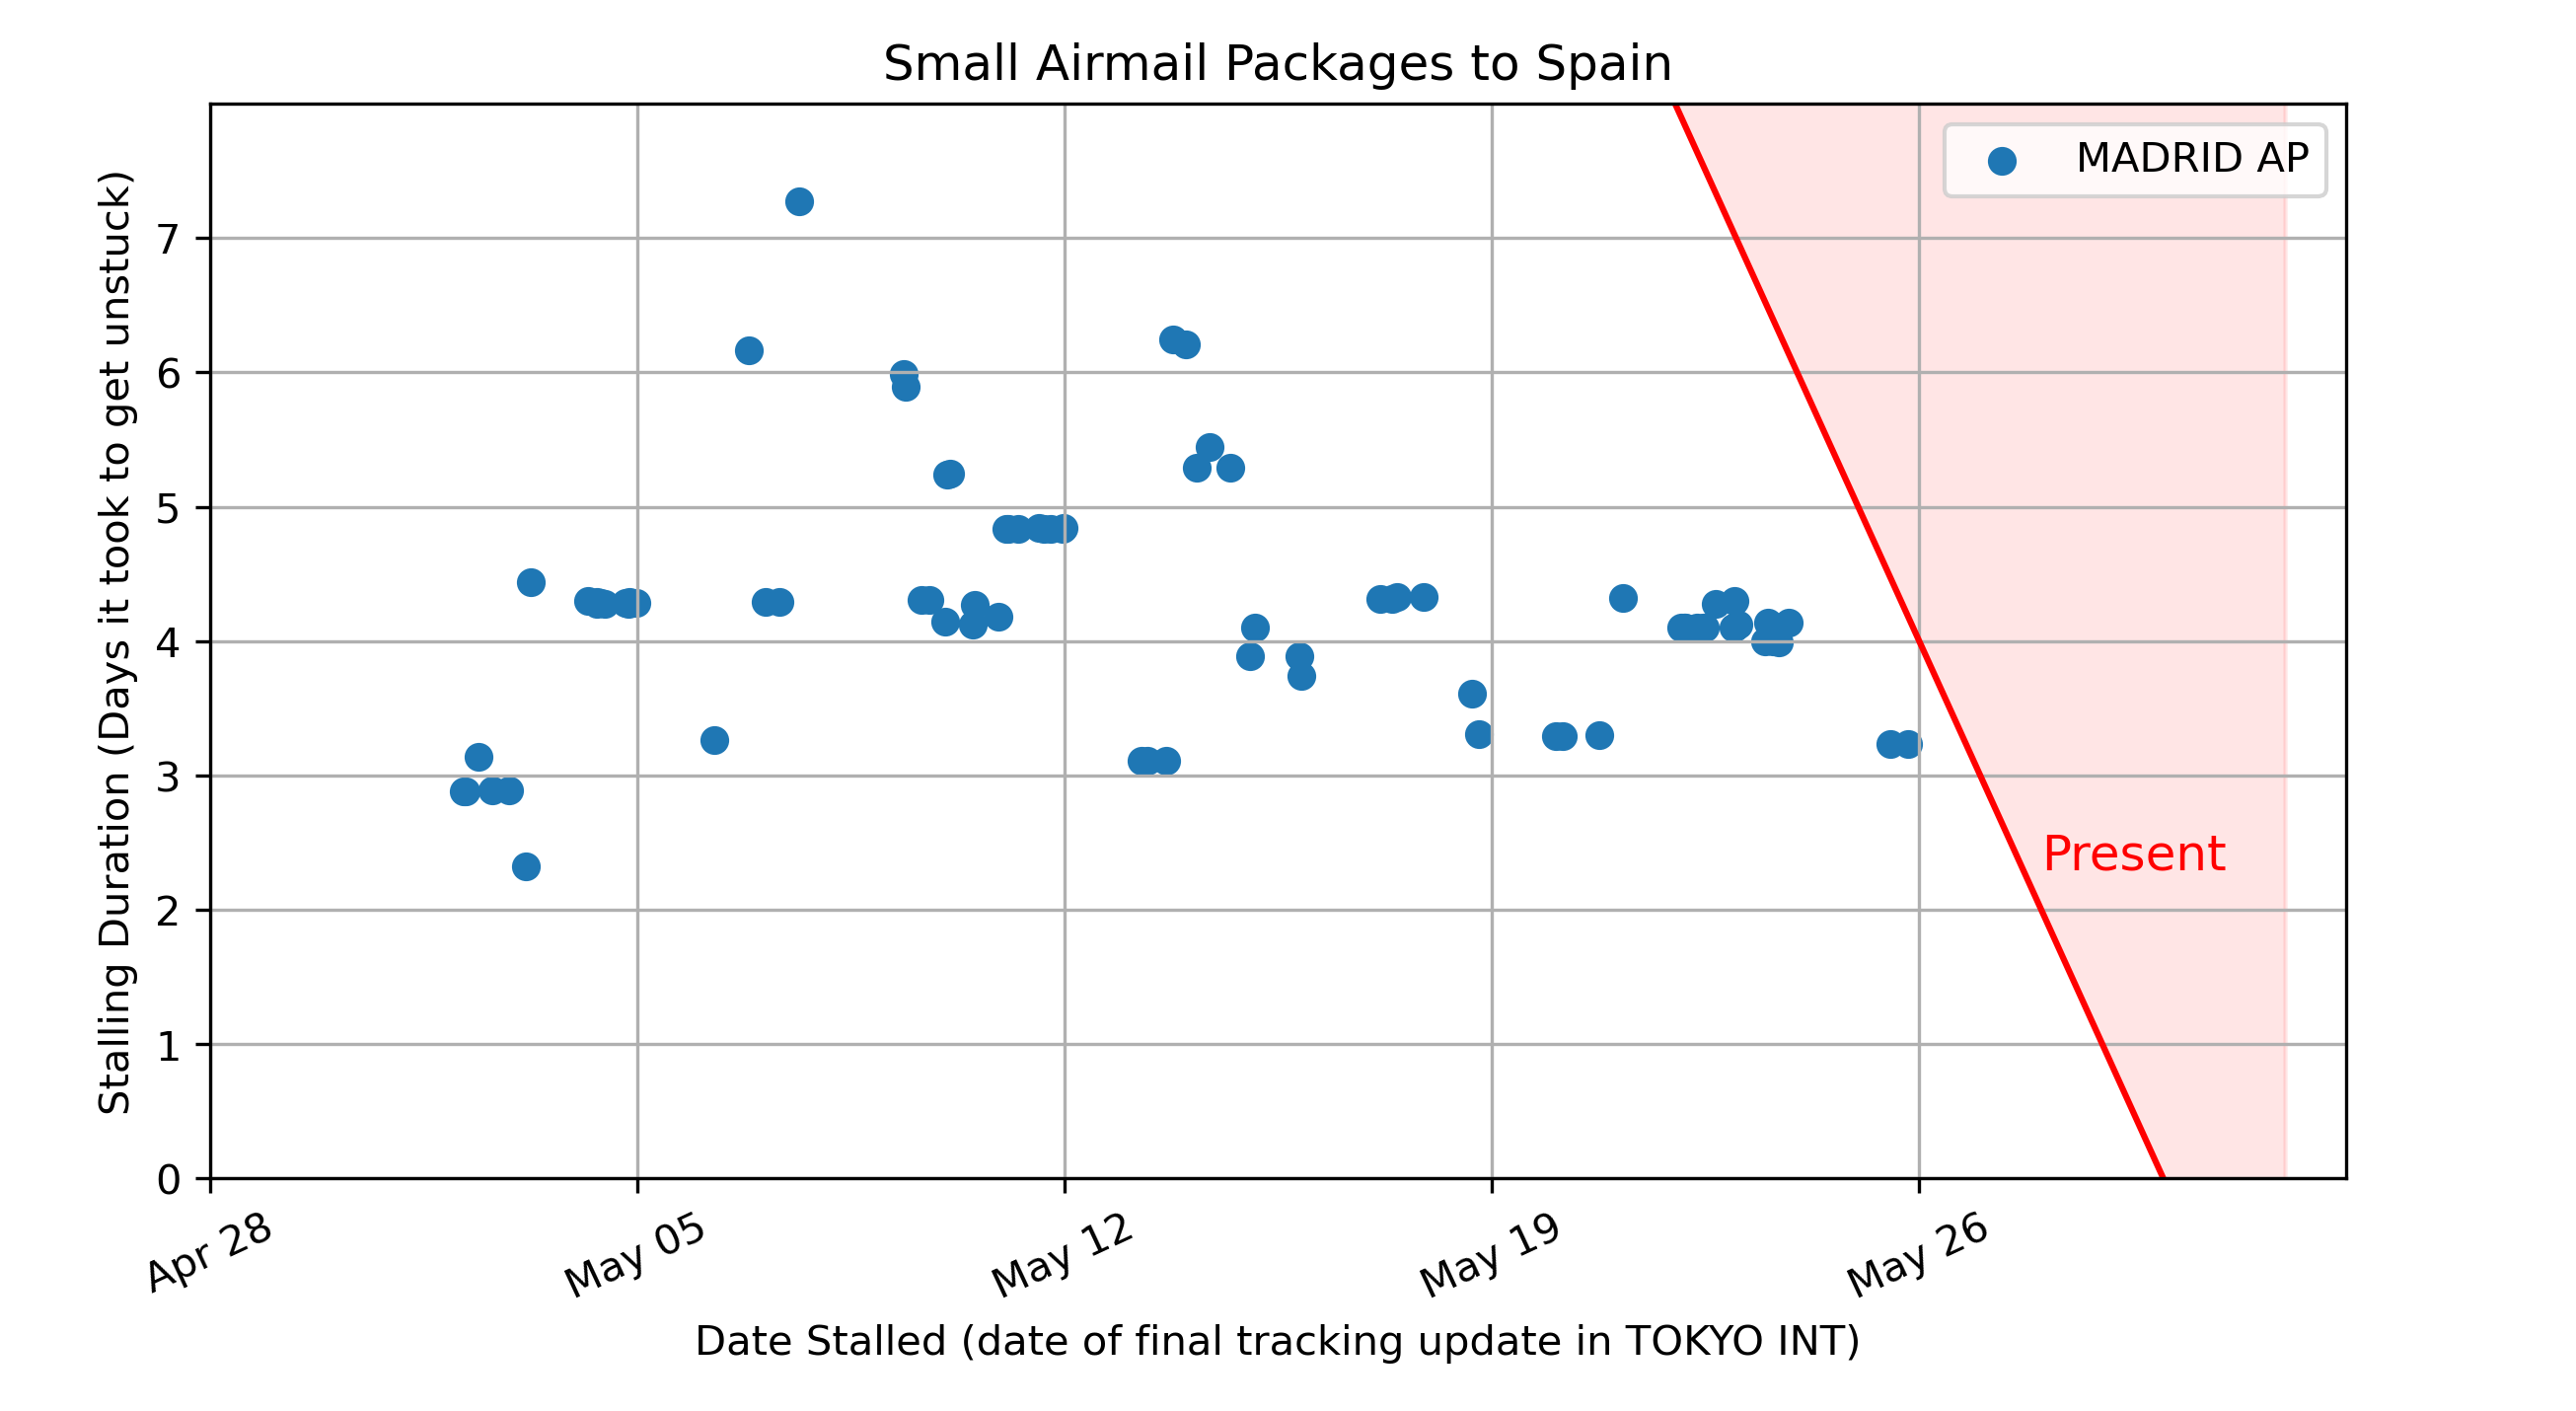 Small Airmail Packages to Spain
MADRID AP
Stalling Duration (Days it took to get unstuck)
7
6
5
4
3
2
1
0
Present
Apr 28
May 05
May 12
May 19
May 26
Date Stalled (date of final tracking update in TOKYO INT)